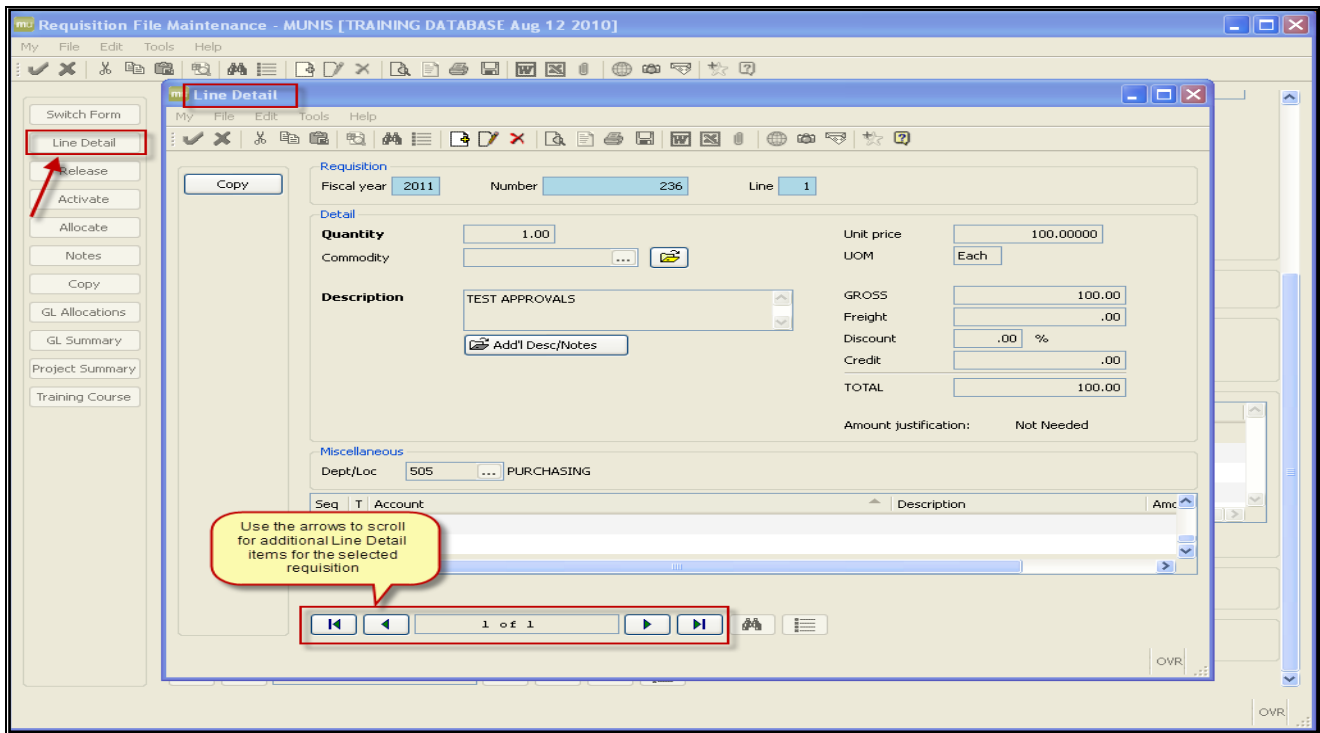 Requisition File Maintenance - MUNIS [TRAINING DATABASE Aug 12 2010]
My File Edit Tools Help
Switch Form
Line Detail
Release
Activate
Allocate
Notes
Copy
GL Allocations
GL Summary
Project Summary
Training Course
Line Detail
My File Edit Tools Help
Copy
Requisition
Fiscal year 2011 Number 236 Line 1
Detail
Quantity 1.00 Unit price 100.00000
Commodity ... UOM Each
Description TEST APPROVALS GROSS 100.00
Freight .00
Add'l Desc/Notes Discount .00 %
Credit .00
TOTAL 100.00
Amount justification: Not Needed
Miscellaneous
Dept/Loc 505 ... PURCHASING
Seq T Account Description Amc
Use the arrows to scroll
for additional Line Detail
items for the selected
requisition
1 of 1
OVR
OVR